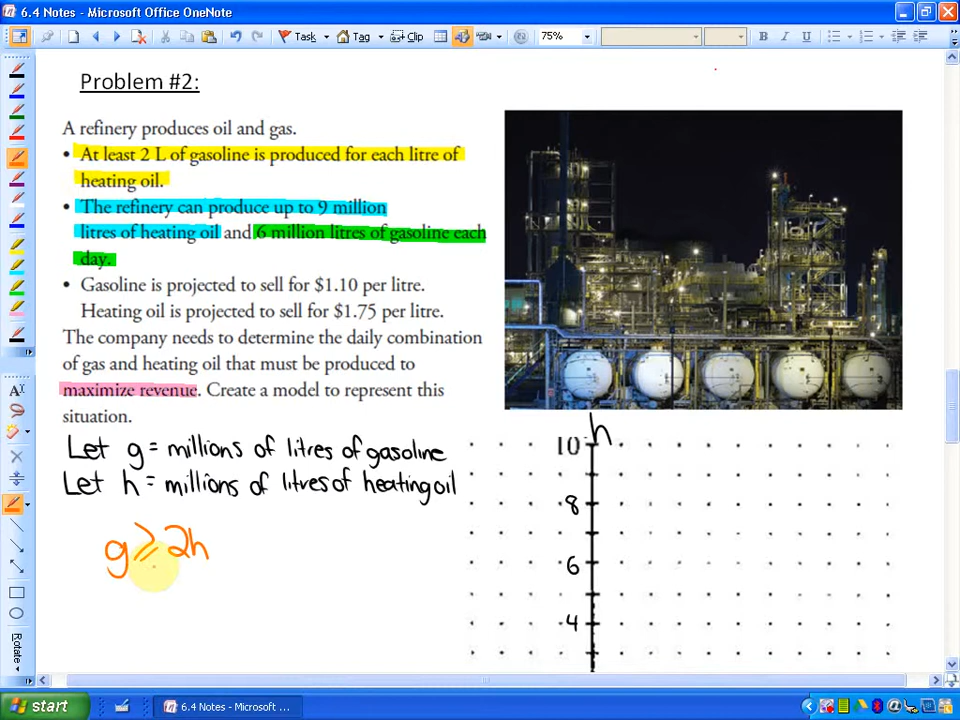 6.4 Notes - Microsoft Office OneNote
Task Tag Clip 75% B I U
Problem #2:
A refinery produces oil and gas.
• At least 2 L of gasoline is produced for each litre of
heating oil.
• The refinery can produce up to 9 million
litres of heating oil and 6 million litres of gasoline each
day.
• Gasoline is projected to sell for $1.10 per litre.
Heating oil is projected to sell for $1.75 per litre.
The company needs to determine the daily combination
of gas and heating oil that must be produced to
maximize revenue. Create a model to represent this
situation.
Let g = millions of litres of gasoline
Let h = millions of litres of heating oil
g ≥ 2h
h
10
8
6
4
A
Rotate
start
6.4 Notes - Microsoft ...